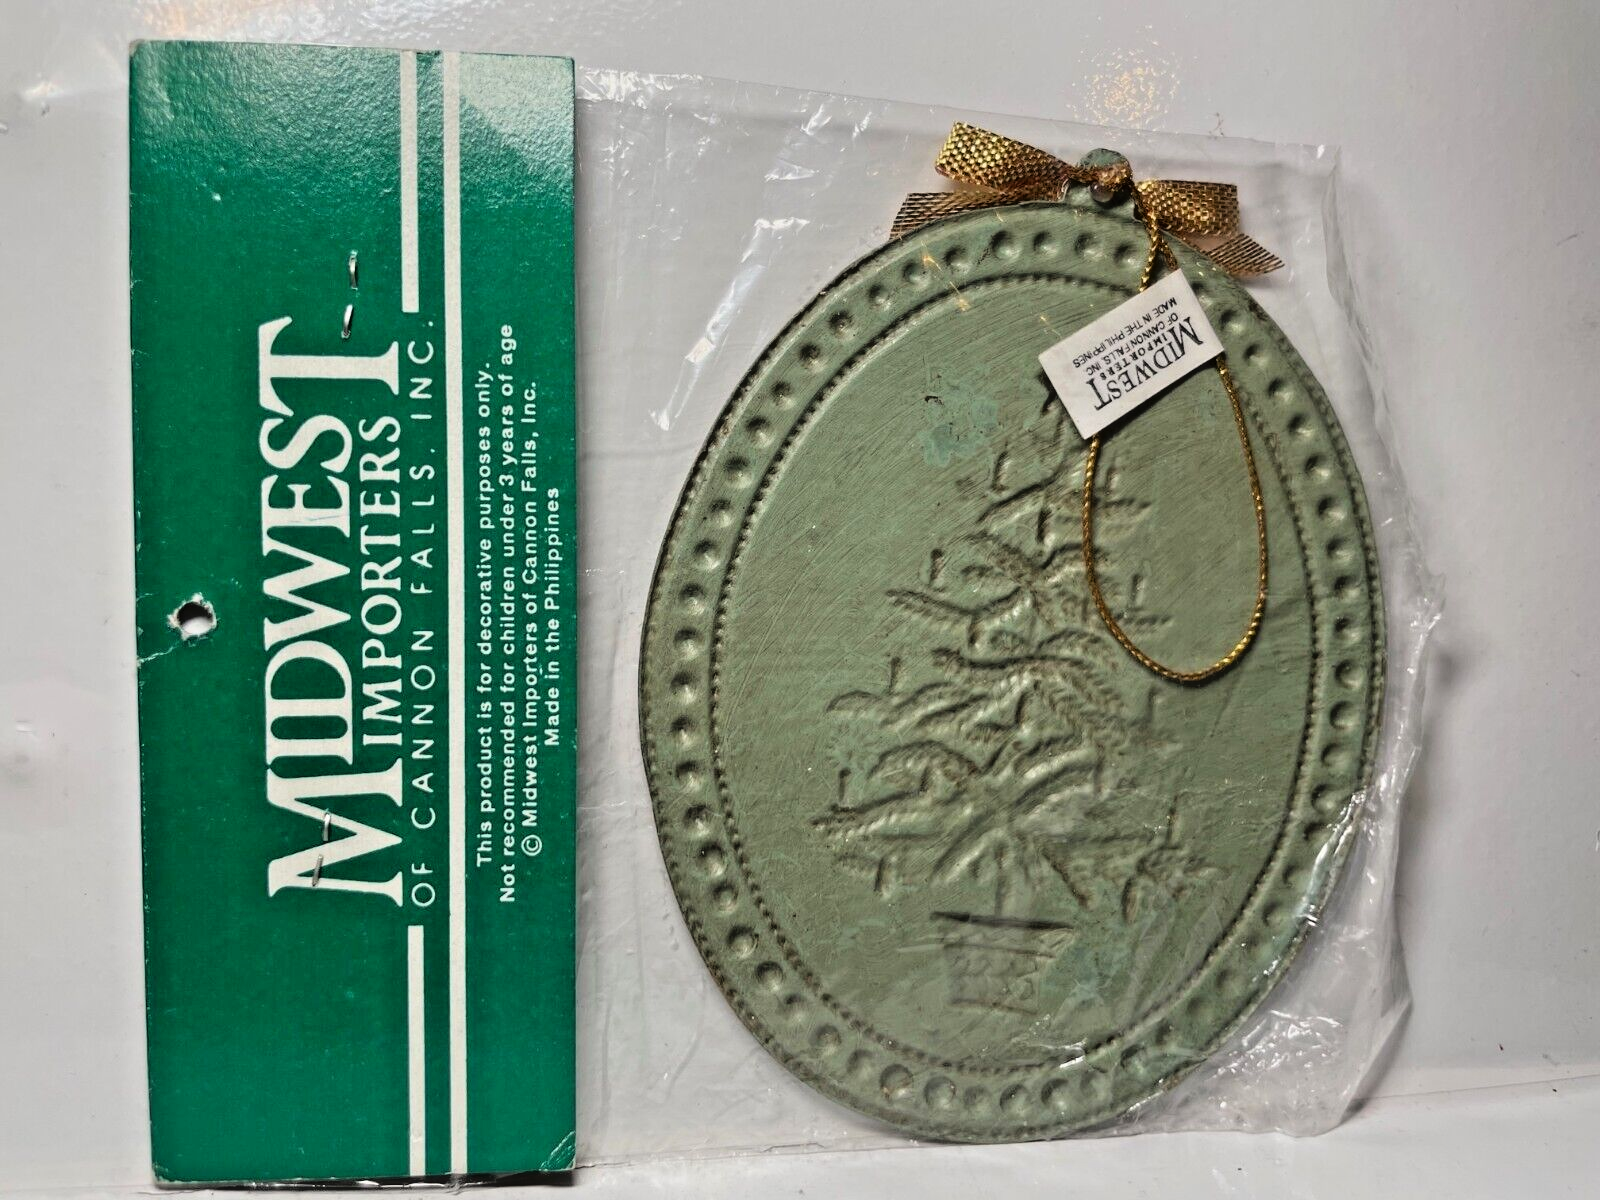 MIDWEST
IMPORTERS
OF CANNON FALLS, INC.
This product is for decorative purposes only.
Not recommended for children under 3 years of age
© Midwest Importers of Cannon Falls, Inc.
Made in the Philippines
MIDWEST
IMPORTERS
OF CANNON FALLS, INC.
MADE IN THE PHILIPPINES